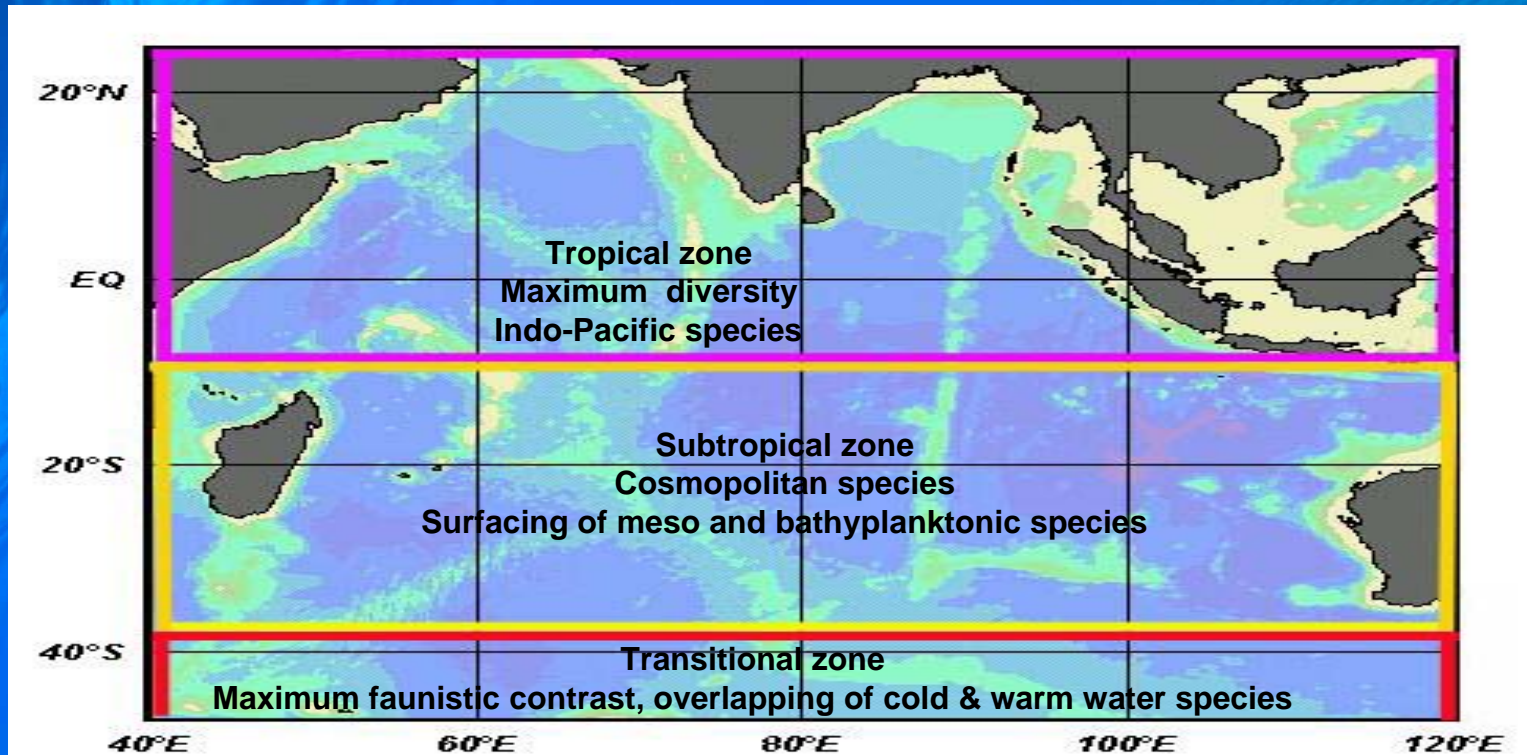 20°N
Tropical zone
Maximum diversity
EQ
Indo-Pacific species
Subtropical zone
20°S
Cosmopolitan species
Surfacing of meso and bathyplanktonic species
40°S
Transitional zone
Maximum faunistic contrast, overlapping of cold & warm water species
40°E 60°E 80°E 100°E 120°E